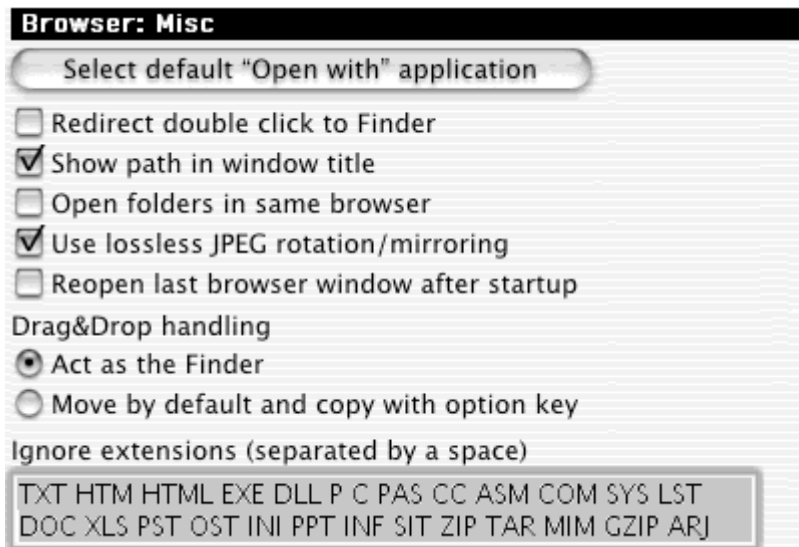 Browser: Misc
Select default “Open with” application
Redirect double click to Finder
Show path in window title
Open folders in same browser
Use lossless JPEG rotation/mirroring
Reopen last browser window after startup
Drag&Drop handling
Act as the Finder
Move by default and copy with option key
Ignore extensions (separated by a space)
TXT HTM HTML EXE DLL P C PAS CC ASM COM SYS LST
DOC XLS PST OST INI PPT INF SIT ZIP TAR MIM GZIP ARJ